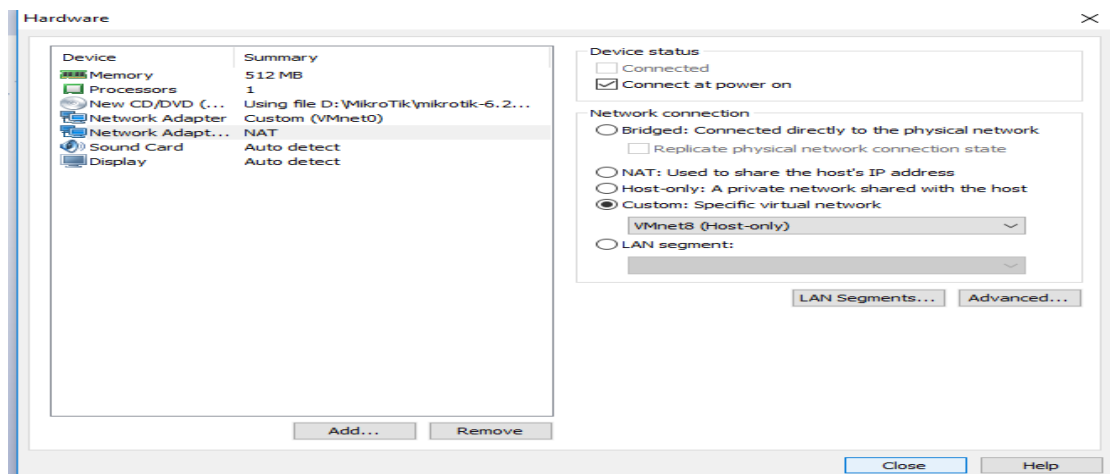 Hardware
Device Summary
Memory 512 MB
Processors 1
New CD/DVD (... Using file D:\MikroTik\mikrotik-6.2...
Network Adapter Custom (VMnet0)
Network Adapt... NAT
Sound Card Auto detect
Display Auto detect
Add... Remove
Device status
Connected
Connect at power on
Network connection
Bridged: Connected directly to the physical network
Replicate physical network connection state
NAT: Used to share the host's IP address
Host-only: A private network shared with the host
Custom: Specific virtual network
VMnet8 (Host-only)
LAN segment:
LAN Segments... Advanced...
Close Help